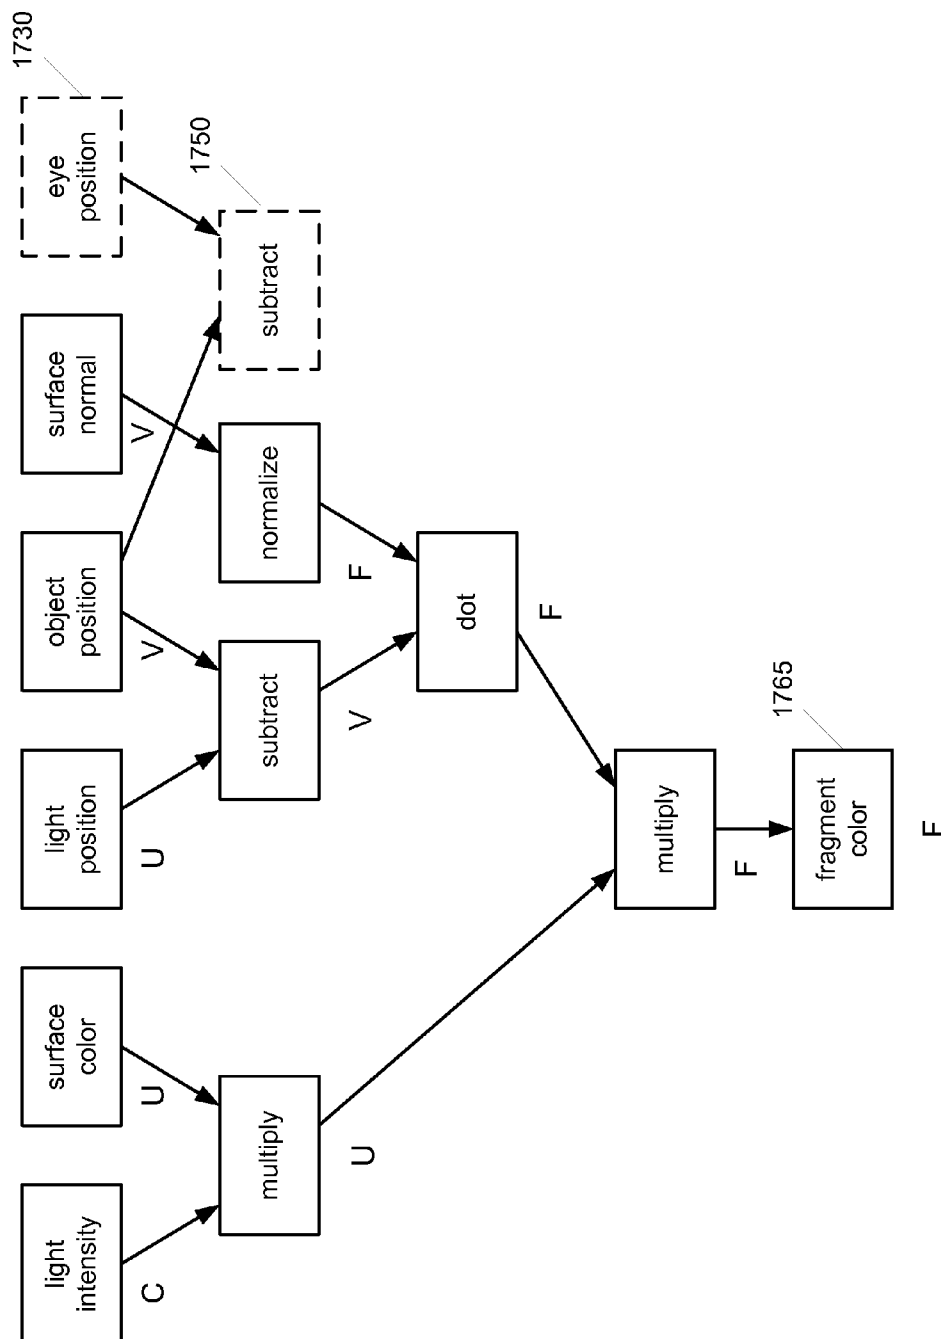 1730
light
intensity
surface
color
light
position
object
position
surface
normal
eye
position
C
U
U
V
V
1750
multiply
subtract
normalize
subtract
U
V
F
dot
F
multiply
F
1765
fragment
color
F